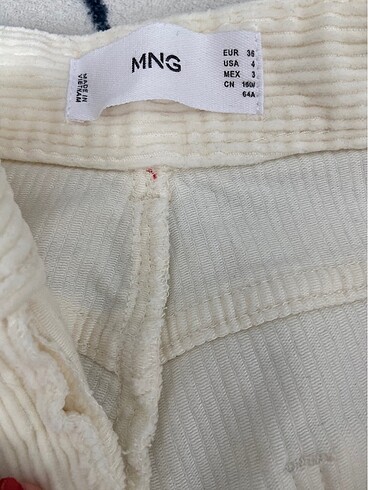 MNG
EUR 36
USA 4
MEX 3
CN 160/
64A
MADE IN
VIETNAM